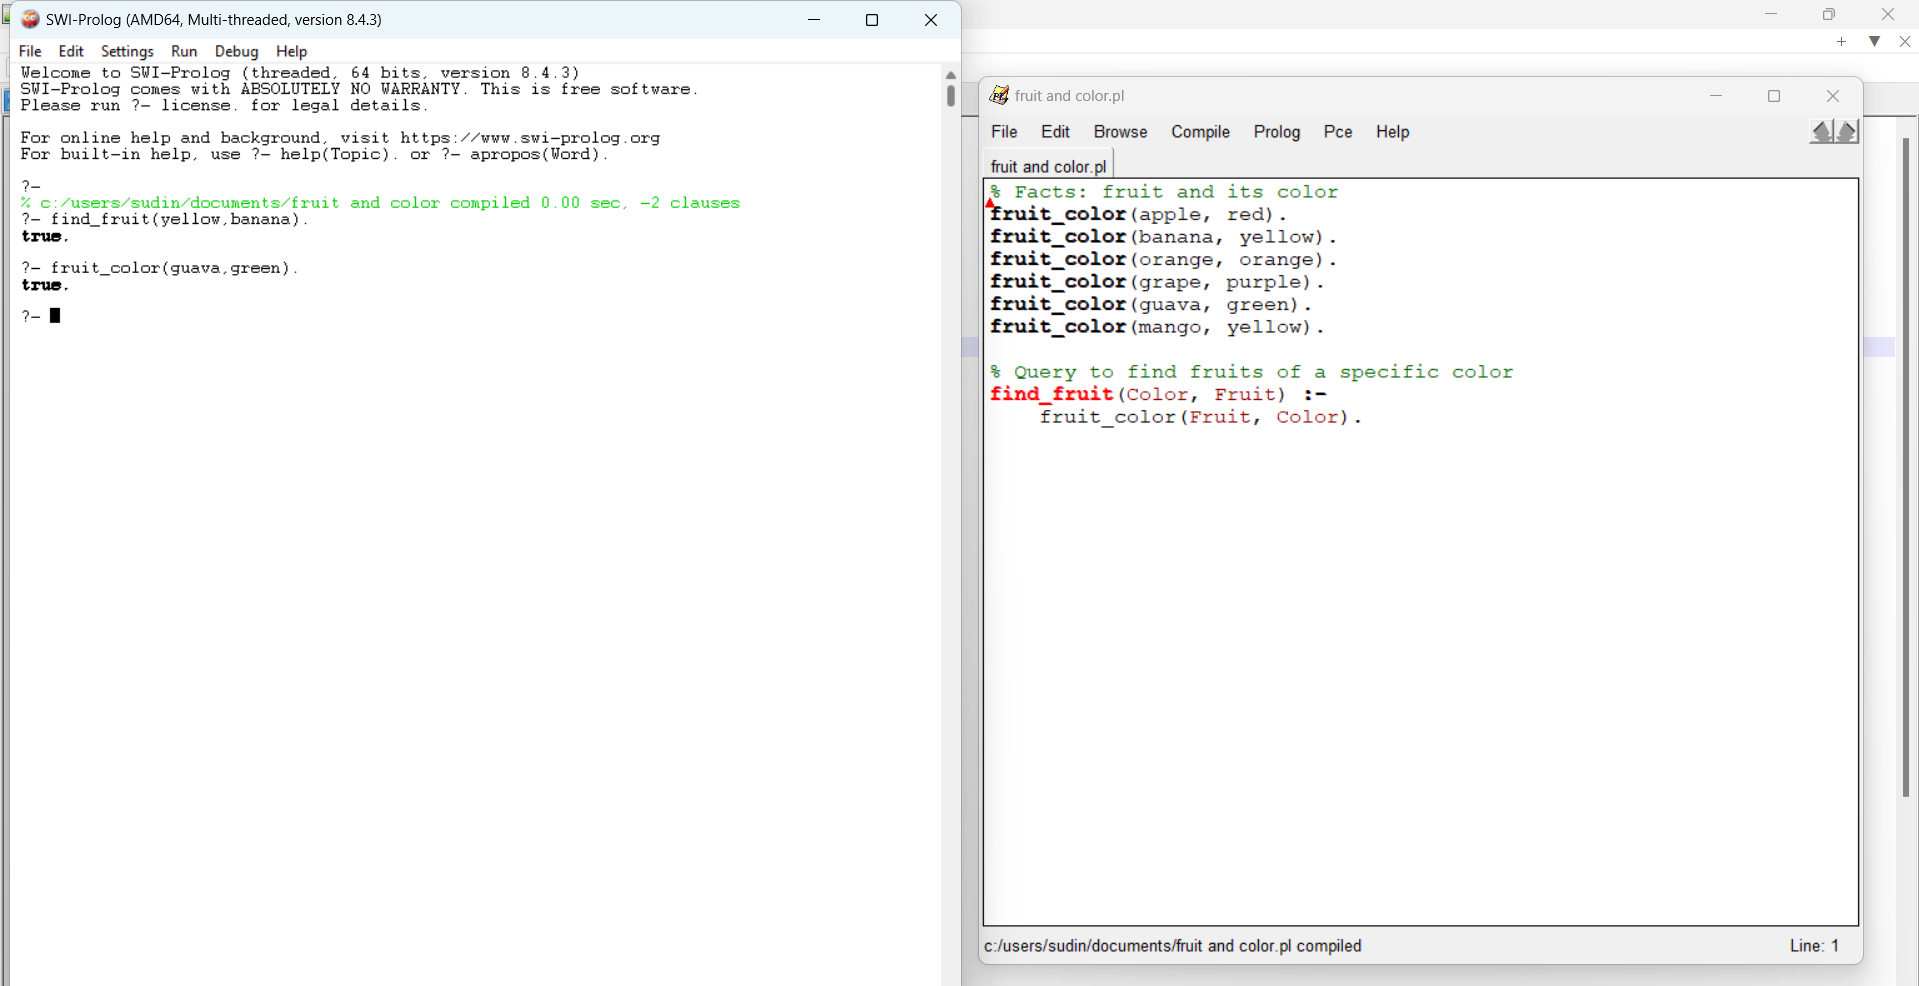 SWI-Prolog (AMD64, Multi-threaded, version 8.4.3)
File Edit Settings Run Debug Help
Welcome to SWI-Prolog (threaded, 64 bits, version 8.4.3)
SWI-Prolog comes with ABSOLUTELY NO WARRANTY. This is free software.
Please run ?- license. for legal details.
For online help and background, visit https://www.swi-prolog.org
For built-in help, use ?- help(Topic). or ?- apropos(Word).
?-
% c:/users/sudin/documents/fruit and color compiled 0.00 sec, -2 clauses
?- find_fruit(yellow,banana).
true.
?- fruit_color(guava,green).
true.
?-
fruit and color.pl
File Edit Browse Compile Prolog Pce Help
fruit and color.pl
% Facts: fruit and its color
fruit_color(apple, red).
fruit_color(banana, yellow).
fruit_color(orange, orange).
fruit_color(grape, purple).
fruit_color(guava, green).
fruit_color(mango, yellow).
% Query to find fruits of a specific color
find_fruit(Color, Fruit) :-
    fruit_color(Fruit, Color).
c:/users/sudin/documents/fruit and color.pl compiled
Line: 1